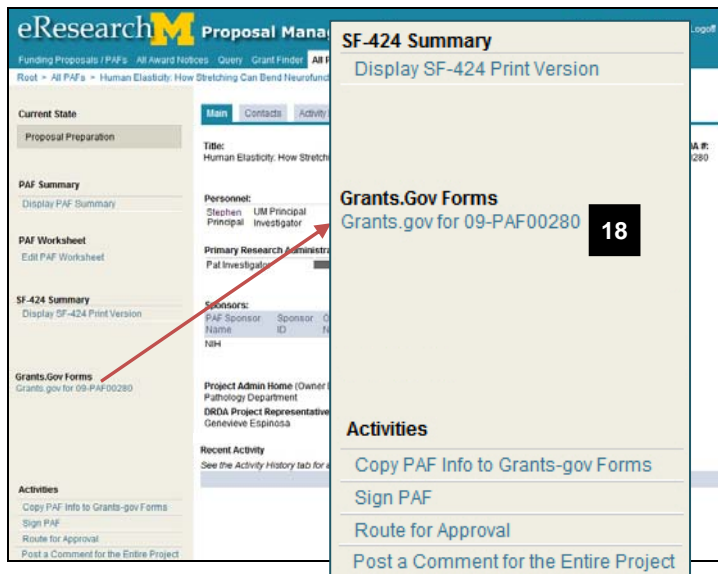 eResearch M Proposal Mana
Logoff
Funding Proposals / PAFs All Award Notices Query Grant Finder All P
Root > All PAFs > Human Elasticity: How Stretching Can Bend Neurofund
Current State
Proposal Preparation
PAF Summary
Display PAF Summary
PAF Worksheet
Edit PAF Worksheet
SF-424 Summary
Display SF-424 Print Version
Grants.Gov Forms
Grants.gov for 09-PAF00280
Activities
Copy PAF Info to Grants-gov Forms
Sign PAF
Route for Approval
Post a Comment for the Entire Project
Main Contacts Activity
Title:
Human Elasticity: How Stretchi
Personnel:
Stephen UM Principal
Principal Investigator
Primary Research Administra
Pat Investigator
Sponsors:
PAF Sponsor Sponsor O
Name ID N
NIH
Project Admin Home (Owner D
Pathology Department
DRDA Project Representative
Genevieve Espinosa
Recent Activity
See the Activity History tab for a
A #:
280
SF-424 Summary
Display SF-424 Print Version
Grants.Gov Forms
Grants.gov for 09-PAF00280
18
Activities
Copy PAF Info to Grants-gov Forms
Sign PAF
Route for Approval
Post a Comment for the Entire Project